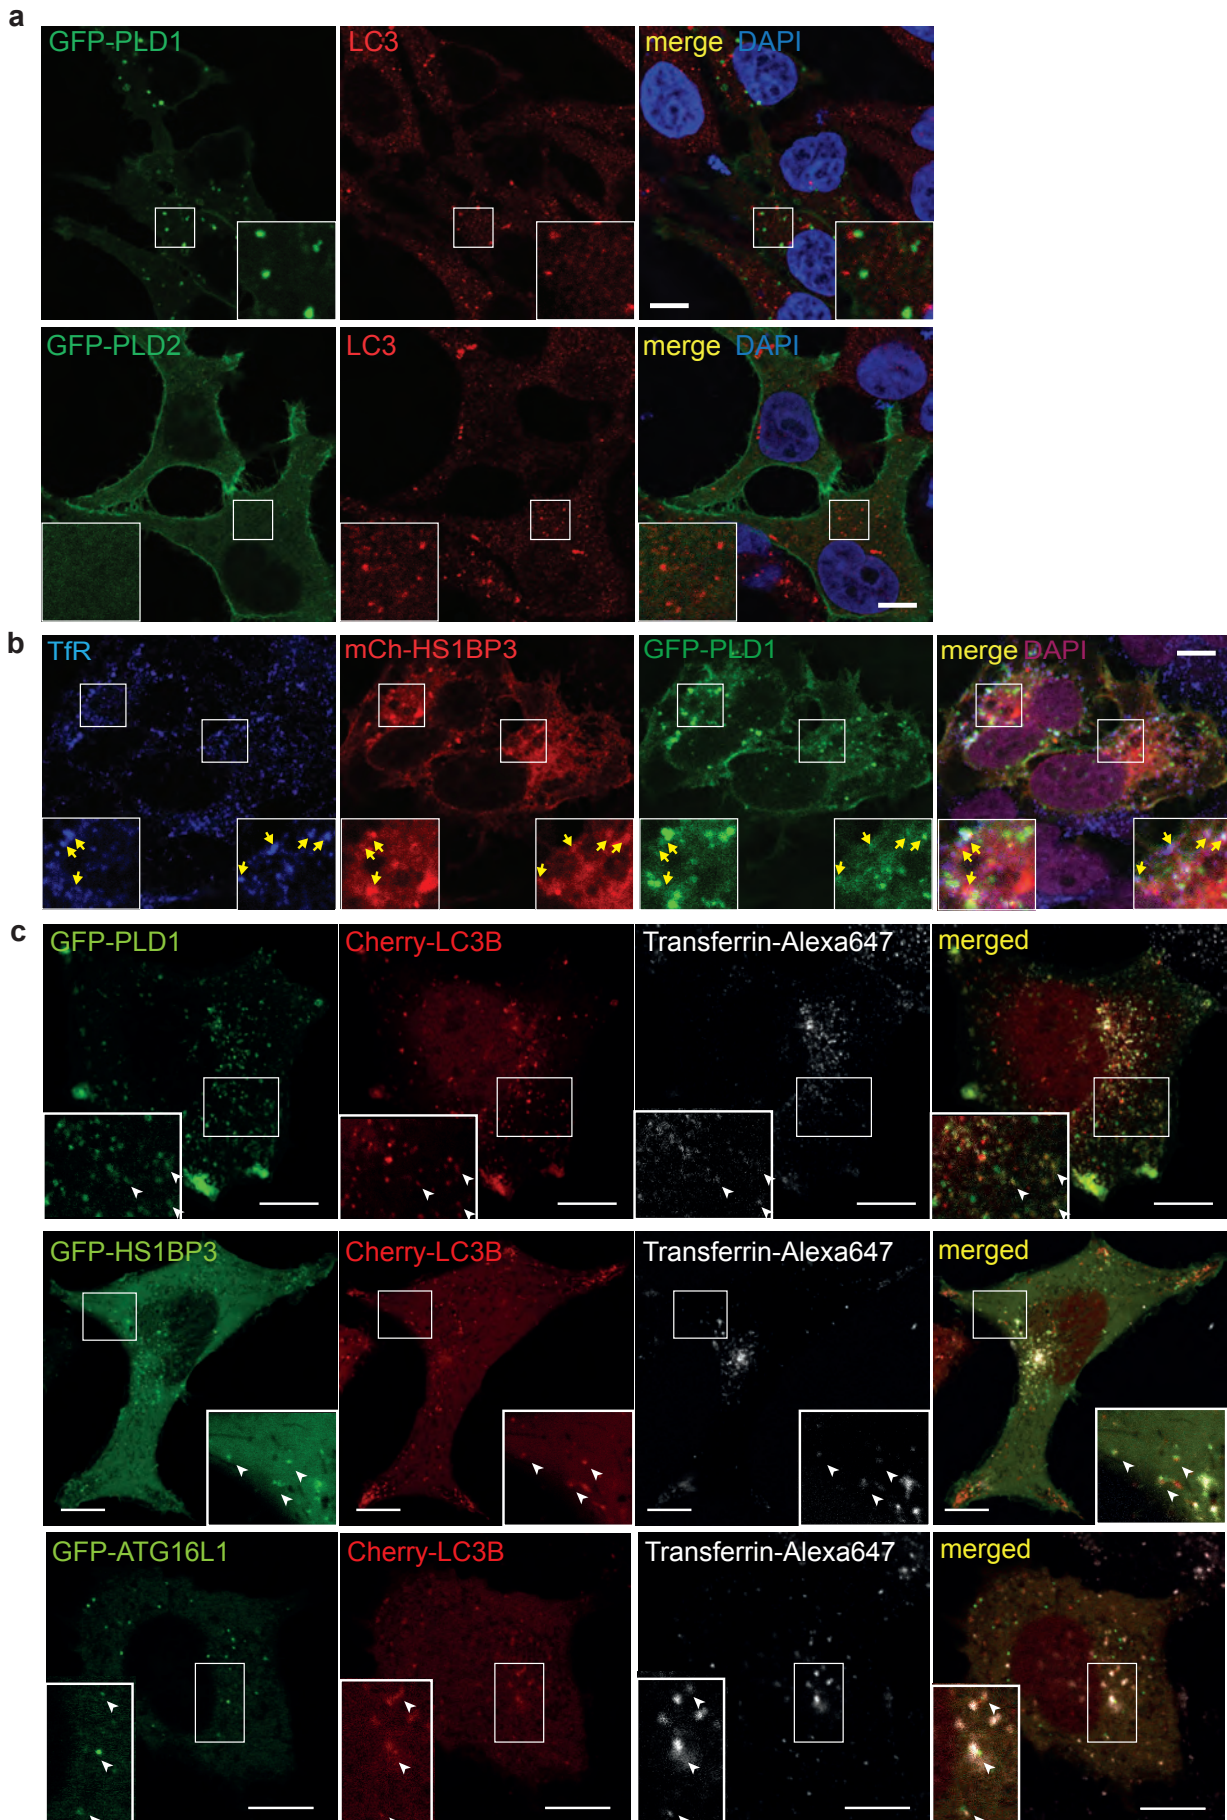 a
GFP-PLD1 LC3 merge DAPI
GFP-PLD2 LC3 merge DAPI
b
TfR mCh-HS1BP3 GFP-PLD1 merge DAPI
c
GFP-PLD1 Cherry-LC3B Transferrin-Alexa647 merged
GFP-HS1BP3 Cherry-LC3B Transferrin-Alexa647 merged
GFP-ATG16L1 Cherry-LC3B Transferrin-Alexa647 merged